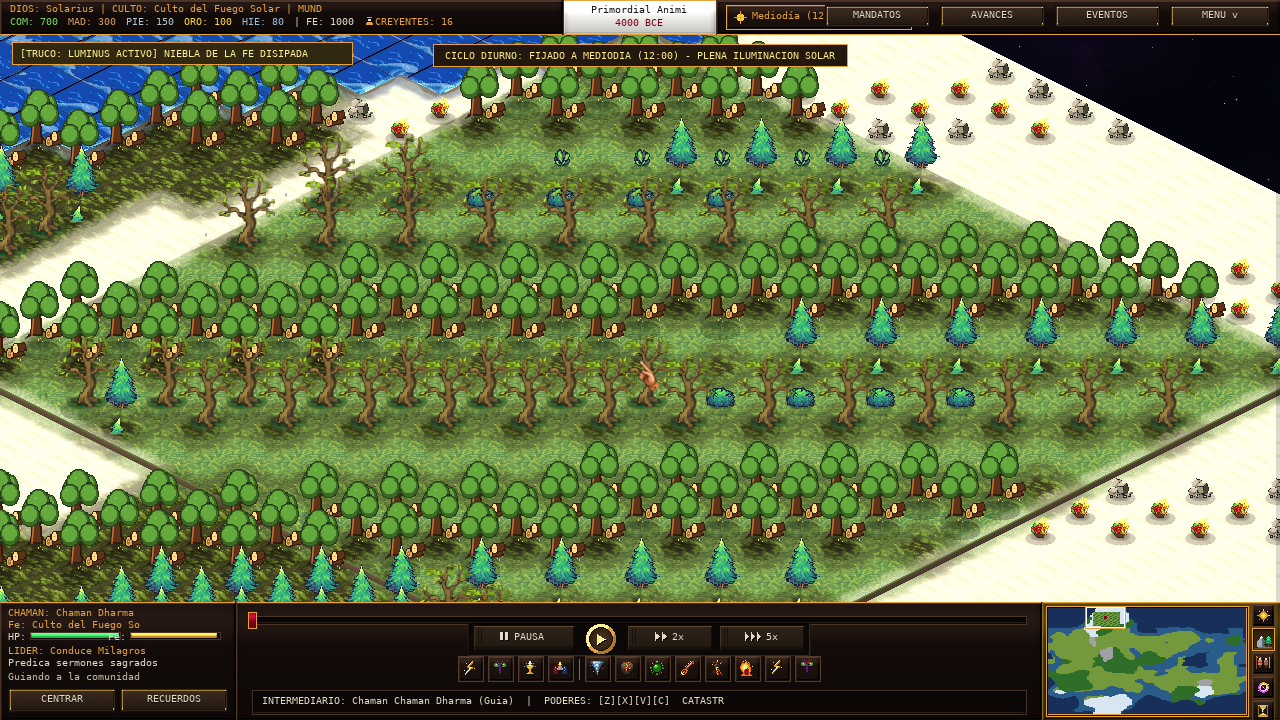 DIOS: Solarius | CULTO: Culto del Fuego Solar | MUND
COM: 700 MAD: 300 PIE: 150 ORO: 100 HIE: 80 | FE: 1000 CREYENTES: 16
Primordial Animi
4000 BCE
Mediodia (12
MANDATOS
AVANCES
EVENTOS
MENU v
[TRUCO: LUMINUS ACTIVO] NIEBLA DE LA FE DISIPADA
CICLO DIURNO: FIJADO A MEDIODIA (12:00) - PLENA ILUMINACION SOLAR
CHAMAN: Chaman Dharma
Fe: Culto del Fuego So
HP: Fe:
LIDER: Conduce Milagros
Predica sermones sagrados
Guiando a la comunidad
CENTRAR
RECUERDOS
PAUSA
2x
5x
INTERMEDIARIO: Chaman Chaman Dharma (Guia) | PODERES: [Z][X][V][C] CATASTR